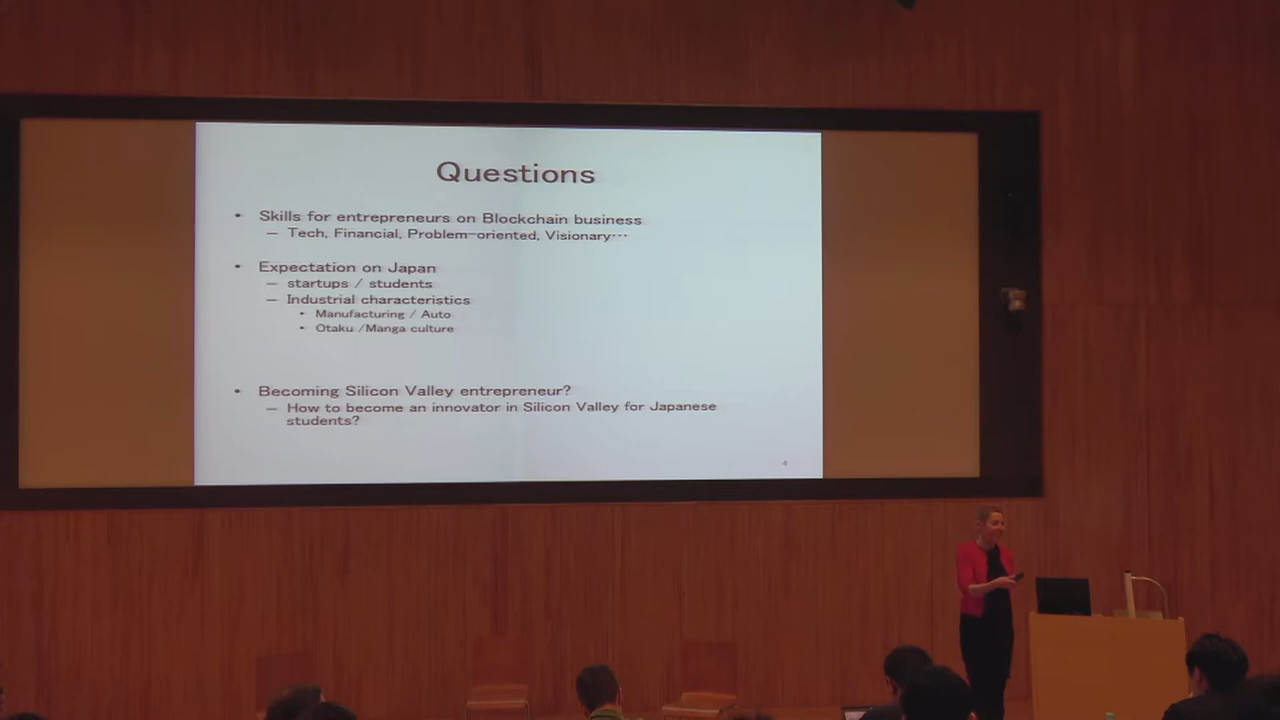 Questions
• Skills for entrepreneurs on Blockchain business
– Tech, Financial, Problem-oriented, Visionary⋯
• Expectation on Japan
– startups / students
– Industrial characteristics
• Manufacturing / Auto
• Otaku /Manga culture
• Becoming Silicon Valley entrepreneur?
– How to become an innovator in Silicon Valley for Japanese
students?
4